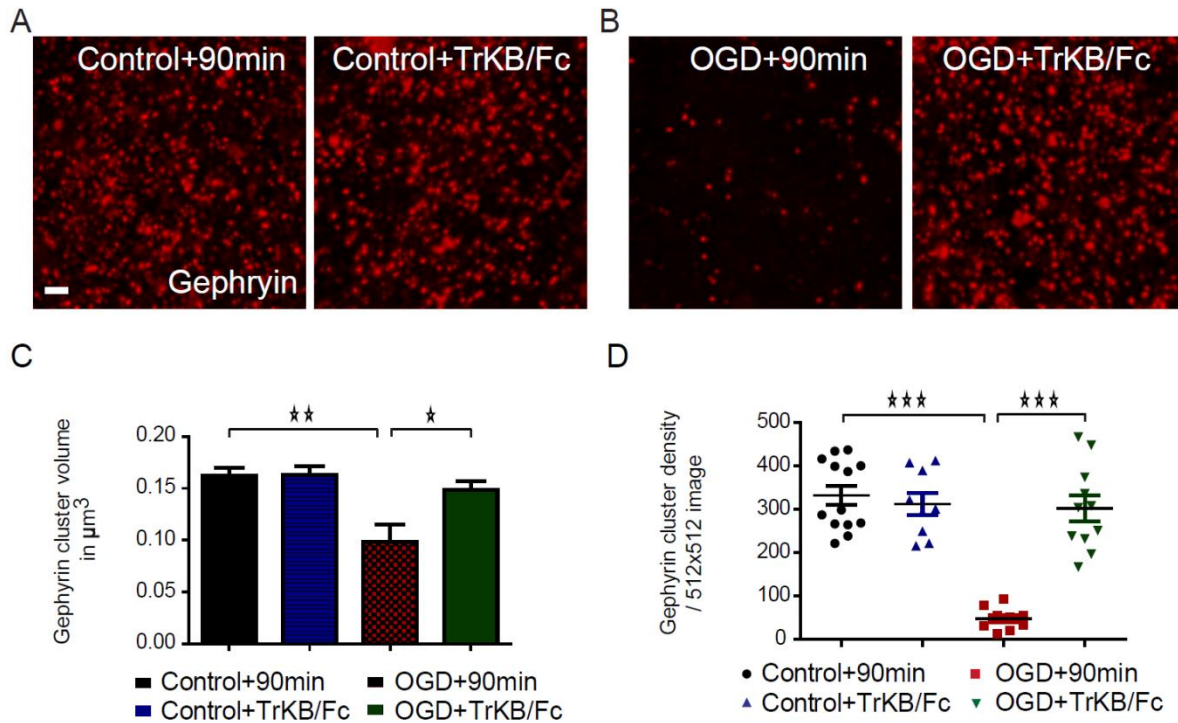 A
B
Control+90min
Control+TrKB/Fc
OGD+90min
OGD+TrKB/Fc
Gephryin
C
D
Gephyrin cluster volume
in µm3
0.20
0.15
0.10
0.05
0.00
Control+90min
OGD+90min
Control+TrKB/Fc
OGD+TrKB/Fc
Gephyrin cluster density
/ 512x512 image
500
400
300
200
100
0
Control+90min
OGD+90min
Control+TrKB/Fc
OGD+TrKB/Fc